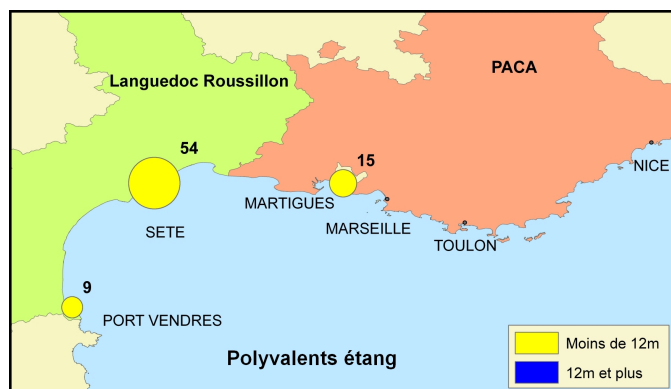 PACA
Languedoc Roussillon
54
15
NICE
MARTIGUES
MARSEILLE
SETE
TOULON
9
PORT VENDRES
Moins de 12m
Polyvalents étang
12m et plus